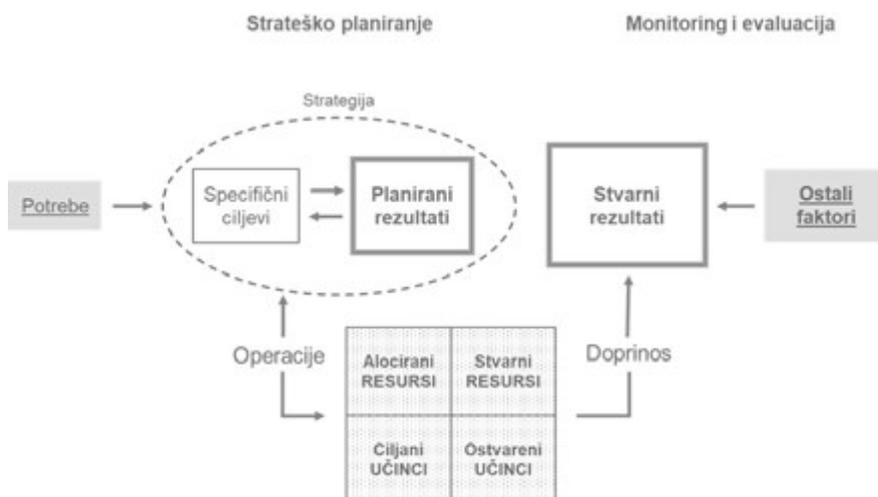 Strateško planiranje
Monitoring i evaluacija
Strategija
Potrebe
Specifični
ciljevi
Planirani
rezultati
Stvarni
rezultati
Ostali
faktori
Operacije
Alocirani
RESURSI
Stvarni
RESURSI
Doprinos
Ciljani
UČINCI
Ostvareni
UČINCI